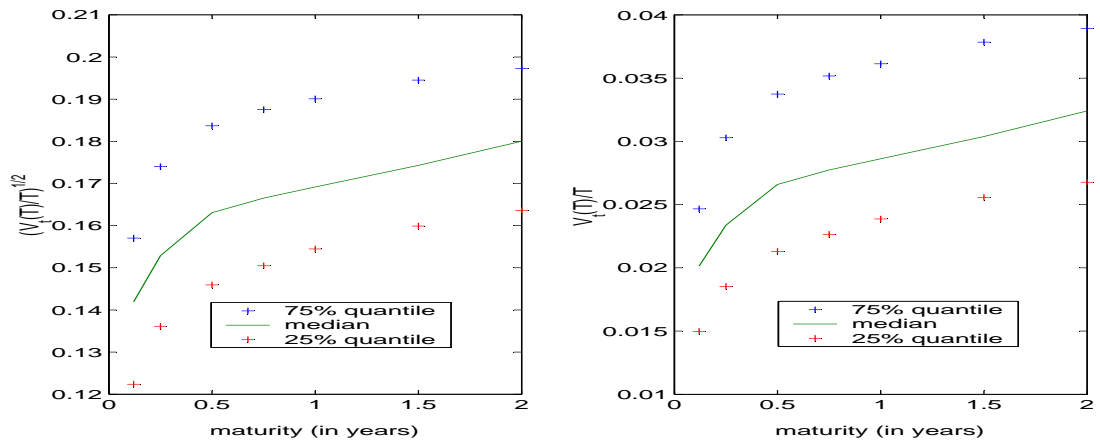 0.21
0.2
0.19
0.18
0.17
0.16
0.15
0.14
0.13
0.12
(V_t(T)/T)^{1/2}
75% quantile
median
25% quantile
0 0.5 1 1.5 2
maturity (in years)
0.04
0.035
0.03
0.025
0.02
0.015
0.01
V_t(T)/T
75% quantile
median
25% quantile
0 0.5 1 1.5 2
maturity (in years)